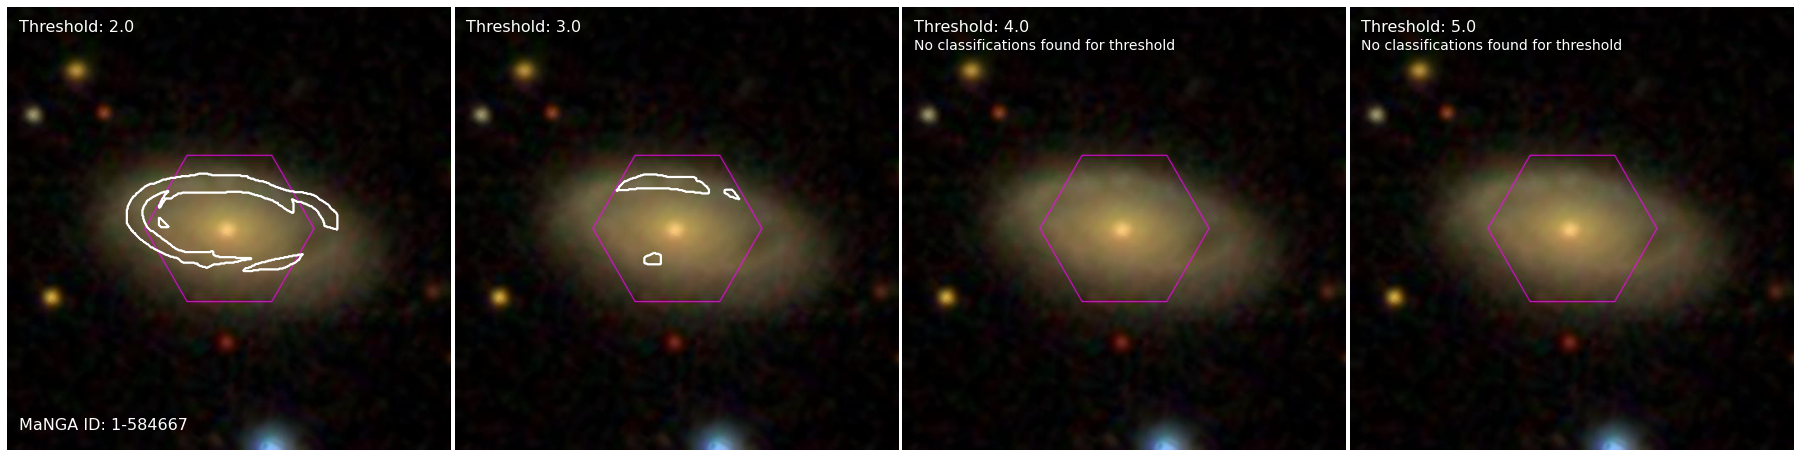 Threshold: 2.0
Threshold: 3.0
Threshold: 4.0
No classifications found for threshold
Threshold: 5.0
No classifications found for threshold
MaNGA ID: 1-584667